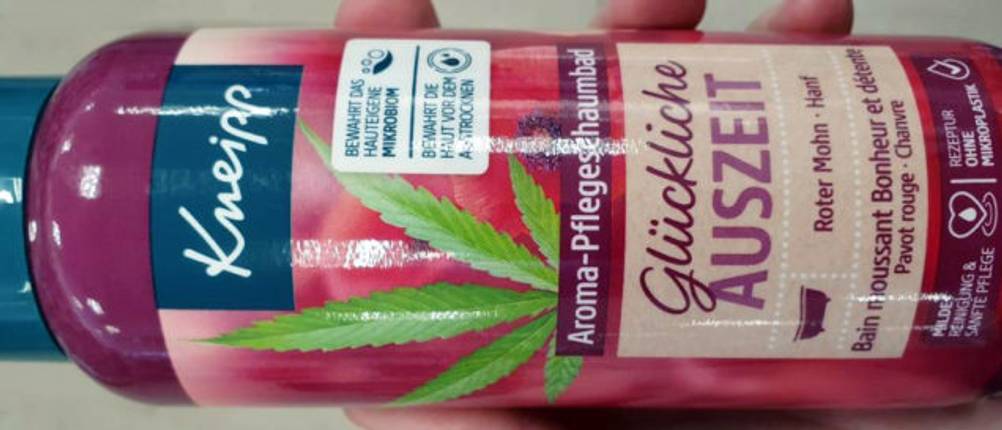 Kneipp
BEWAHRT DAS
HAUTEIGENE
MIKROBIOM
BEWAHRT DIE
HAUT VOR DEM
AUSTROCKNEN
Aroma-Pflegeschaumbad
Glückliche
AUSZEIT
Roter Mohn · Hanf
Bain moussant Bonheur et détente
Pavot rouge · Chanvre
MILDE
REINIGUNG &
SANFTE PFLEGE
REZEPTUR
OHNE
MIKROPLASTIK